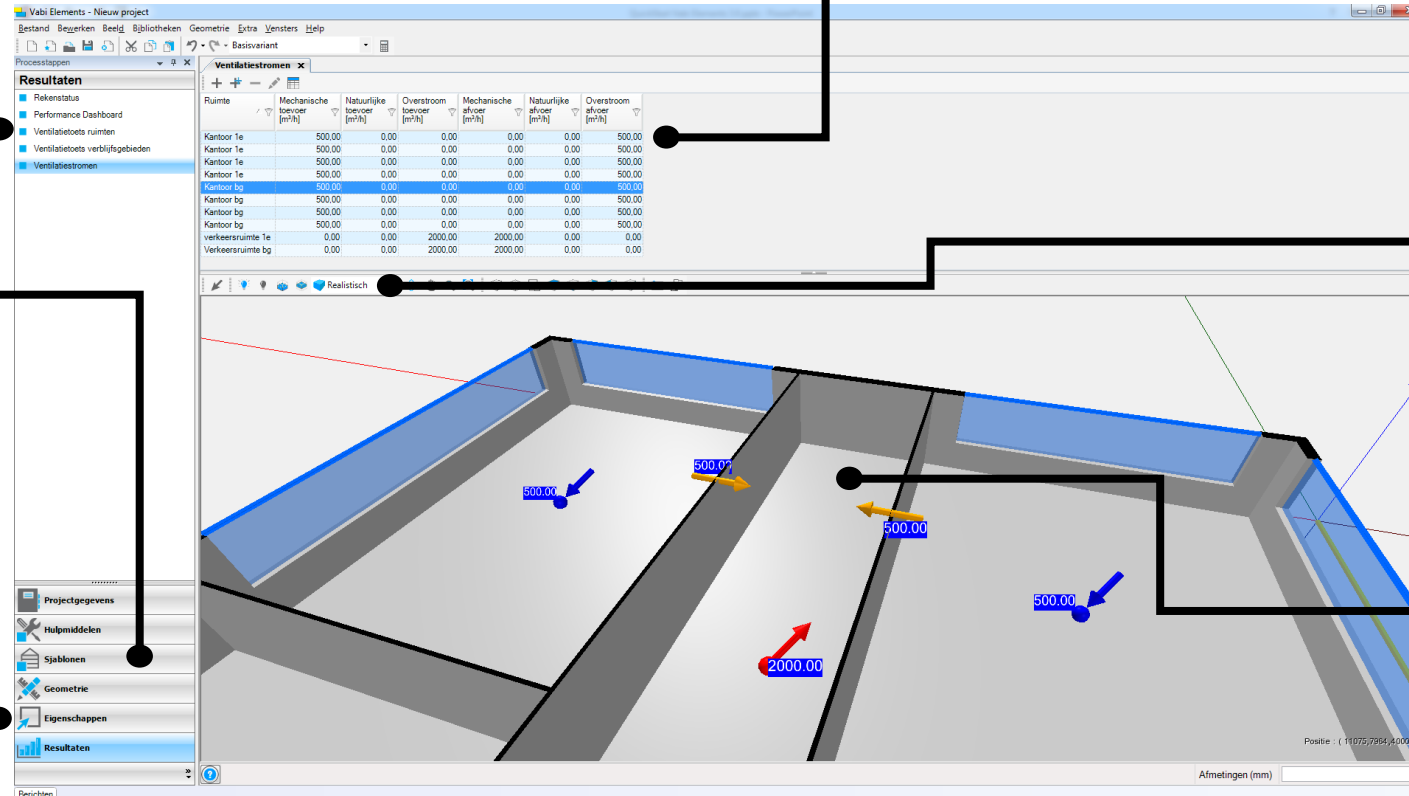 Vabi Elements - Nieuw project
Bestand Bewerken Beeld Bibliotheken Geometrie Extra Vensters Help
Basisvariant
Processtappen
Resultaten
Rekenstatus
Performance Dashboard
Ventilatietoets ruimten
Ventilatietoets verblijfsgebieden
Ventilatiestromen
Projectgegevens
Hulpmiddelen
Sjablonen
Geometrie
Eigenschappen
Resultaten
Berichten
Ventilatiestromen
Ruimte Mechanische toevoer [m³/h] Natuurlijke toevoer [m³/h] Overstroom toevoer [m³/h] Mechanische afvoer [m³/h] Natuurlijke afvoer [m³/h] Overstroom afvoer [m³/h]
Kantoor 1e 500,00 0,00 0,00 0,00 0,00 500,00
Kantoor 1e 500,00 0,00 0,00 0,00 0,00 500,00
Kantoor 1e 500,00 0,00 0,00 0,00 0,00 500,00
Kantoor 1e 500,00 0,00 0,00 0,00 0,00 500,00
Kantoor bg 500,00 0,00 0,00 0,00 0,00 500,00
Kantoor bg 500,00 0,00 0,00 0,00 0,00 500,00
Kantoor bg 500,00 0,00 0,00 0,00 0,00 500,00
Kantoor bg 500,00 0,00 0,00 0,00 0,00 500,00
verkeersruimte 1e 0,00 0,00 2000,00 2000,00 0,00 0,00
Verkeersruimte bg 0,00 0,00 2000,00 2000,00 0,00 0,00
Realistisch
500.00
500.00
500.00
500.00
2000.00
Positie : ( 11075,7964,4000
Afmetingen (mm)